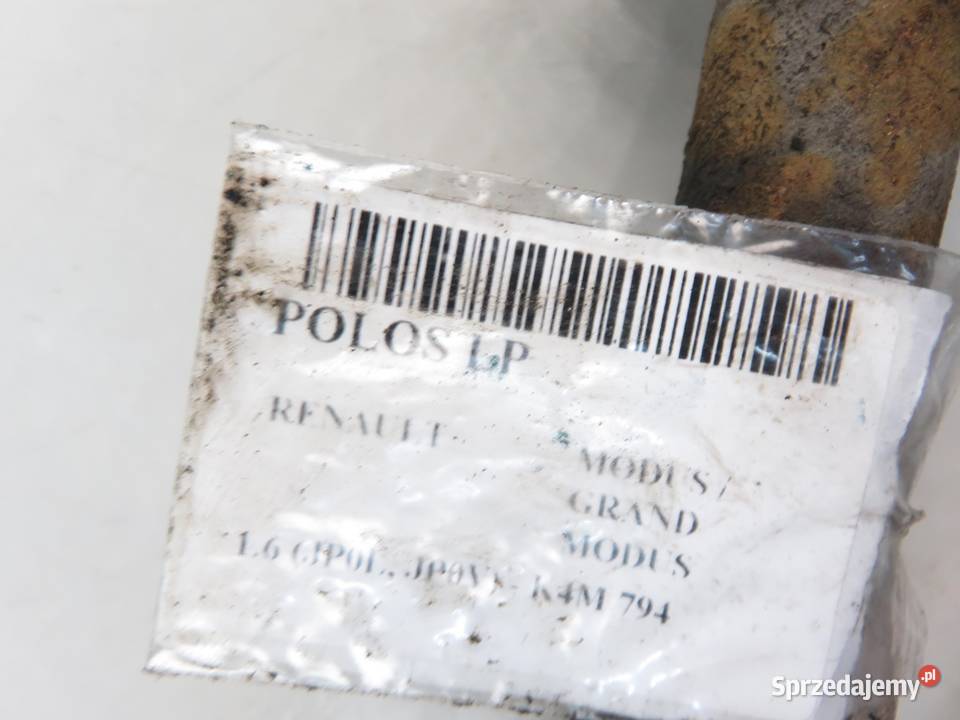 POLOS LP
RENAULT
MODUS /
GRAND
MODUS
1.6 (JP0L, JP0V K4M 794
Sprzedajemy.pl